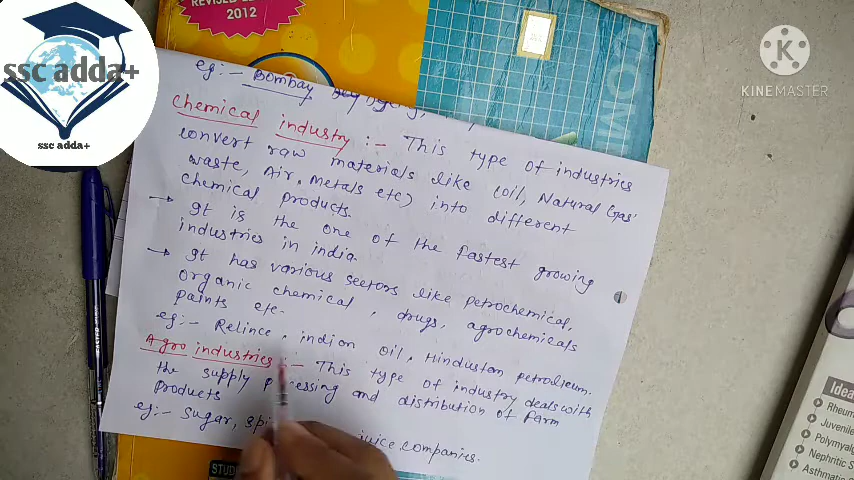 REVISED
2012
ssc adda+
ssc adda+
KINEMASTER
eg:- Bombay
Chemical industry :- This type of industries
convert raw materials like (oil, Natural Gas,
waste, Air, Metals etc) into different
chemical products.
→ It is the one of the fastest growing
industries in india
→ It has various sectors like petrochemical,
organic chemical, drugs, agrochemicals
paints etc.
eg:- Relince, indion oil, Hindustan petrolium.
Agro industries :- This type of industry deals with
the supply processing and distribution of farm
products
eg:- Sugar, juice companies.
STUD
Idea
Rheum
Juvenile
Polymyalg
Nephritic S
Asthmatic